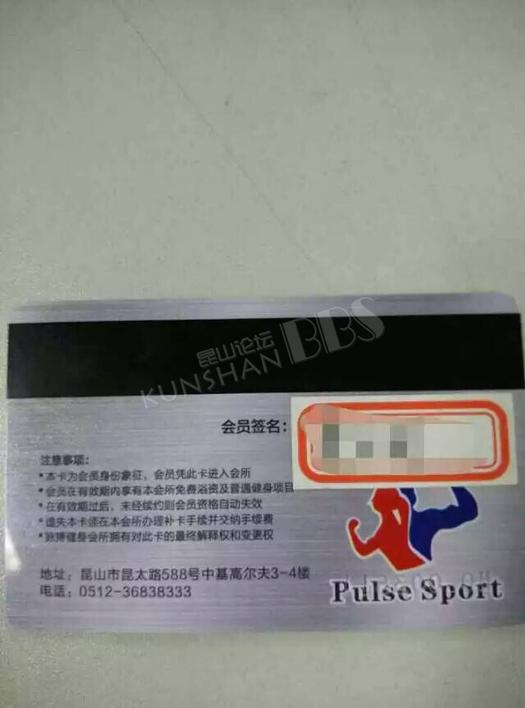 昆山论坛
KUNSHAN BBS
会员签名：
注意事项：
*本卡为会员身份象征，会员凭此卡进入会所
*会员在有效期内享有本会所免费浴资及普通健身项目
*在有效期过后，未经续约则会员资格自动失效
*遗失本卡须在本会所办理补卡手续并交纳手续费
*脉搏健身会所拥有对此卡的最终解释权和变更权
地址：昆山市昆太路588号中基高尔夫3-4楼
电话：0512-36838333
Pulse Sport